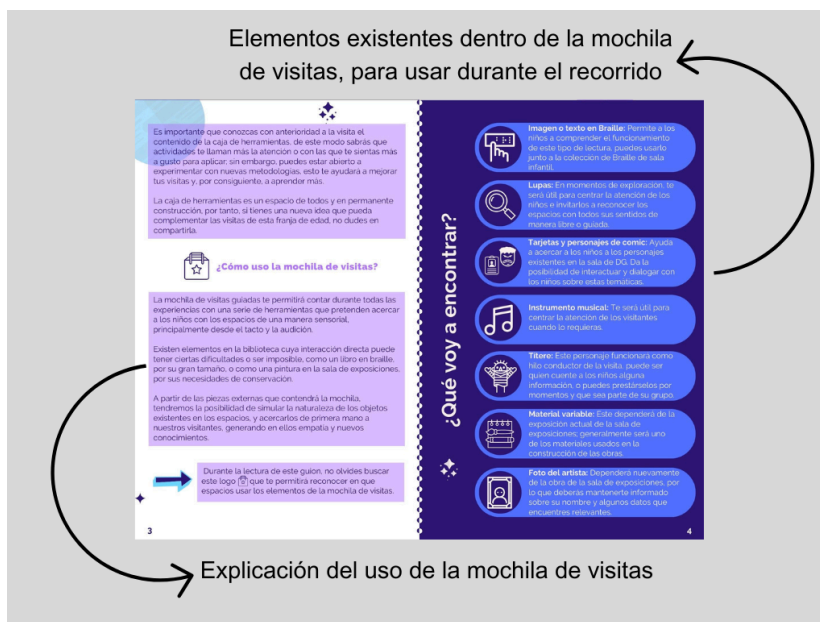 Elementos existentes dentro de la mochila
de visitas, para usar durante el recorrido
Es importante que conozcas con anterioridad a la visita el
contenido de la caja de herramientas, de este modo sabrás que
actividades te llaman más la atención o con las que te sientas más
a gusto para aplicar; sin embargo, puedes estar abierto a
experimentar con nuevas metodologías, esto te ayudará a mejorar
tus visitas y, por consiguiente, a aprender más.
La caja de herramientas es un espacio de todos y en permanente
construcción, por tanto, si tienes una nueva idea que pueda
complementar las visitas de esta franja de edad, no dudes en
compartirla.
¿Cómo uso la mochila de visitas?
La mochila de visitas guiadas te permitirá contar durante todas las
experiencias con una serie de herramientas que pretenden acercar
a los niños con los espacios de una manera sensorial,
principalmente desde el tacto y la audición.
Existen elementos en la biblioteca cuya interacción directa puede
tener ciertas dificultades o ser imposible, como un libro en braille,
por su gran tamaño, o como una pintura en la sala de exposiciones,
por sus necesidades de conservación.
A partir de las piezas externas que contendrá la mochila,
tendremos la posibilidad de simular la naturaleza de los objetos
existentes en los espacios, y acercarlos de primera mano a
nuestros visitantes, generando en ellos empatía y nuevos
conocimientos.
Durante la lectura de este guion, no olvides buscar
este logo que te permitirá reconocer en que
espacios usar los elementos de la mochila de visitas.
3
¿Qué voy a encontrar?
Imagen o texto en Braille: Permite a los
niños a comprender el funcionamiento
de este tipo de lectura, puedes usarlo
junto a la colección de Braille de sala
infantil.
Lupas: En momentos de exploración, te
será útil para centrar la atención de los
niños e invitarlos a reconocer los
espacios con todos sus sentidos de
manera libre o guiada.
Tarjetas y personajes de comic: Ayuda
a acercar a los niños a los personajes
existentes en la sala de DG. Da la
posibilidad de interactuar y dialogar con
los niños sobre estas temáticas.
Instrumento musical: Te será útil para
centrar la atención de los visitantes
cuando lo requieras.
Títere: Este personaje funcionará como
hilo conductor de la visita, puede ser
quien cuente a los niños alguna
información, o puedes prestárselos por
momentos y que sea parte de su grupo.
Material variable: Este dependerá de la
exposición actual de la sala de
exposiciones; generalmente será uno
de los materiales usados en la
construcción de las obras.
Foto del artista: Dependerá nuevamente
de la obra de la sala de exposiciones, por
lo que deberás mantenerte informado
sobre su nombre y algunos datos que
encuentres relevantes.
4
Explicación del uso de la mochila de visitas